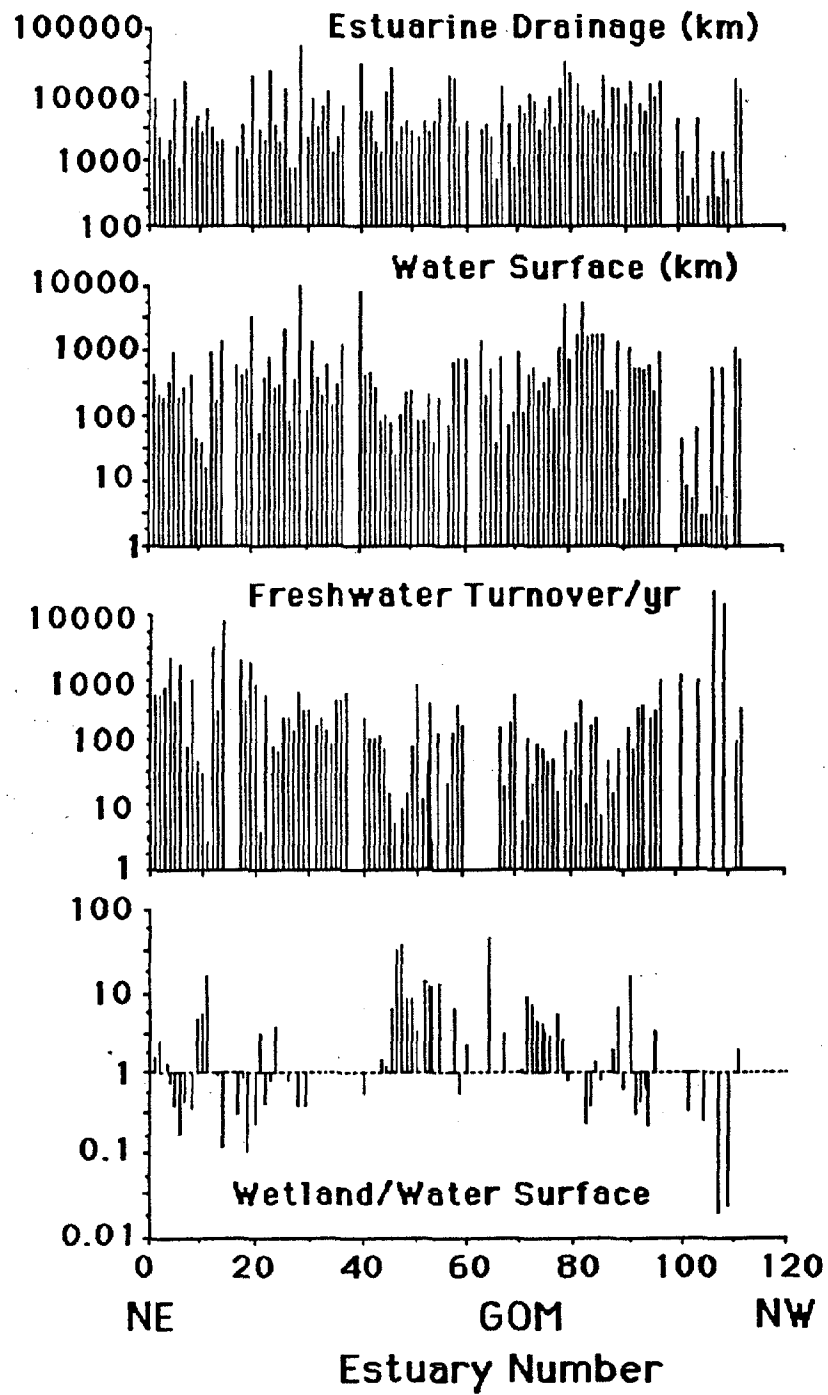 Estuarine Drainage (km)
100000
10000
1000
100
Water Surface (km)
10000
1000
100
10
1
Freshwater Turnover/yr
10000
1000
100
10
1
100
10
1
0.1
0.01
Wetland/Water Surface
0 20 40 60 80 100 120
NE GOM NW
Estuary Number